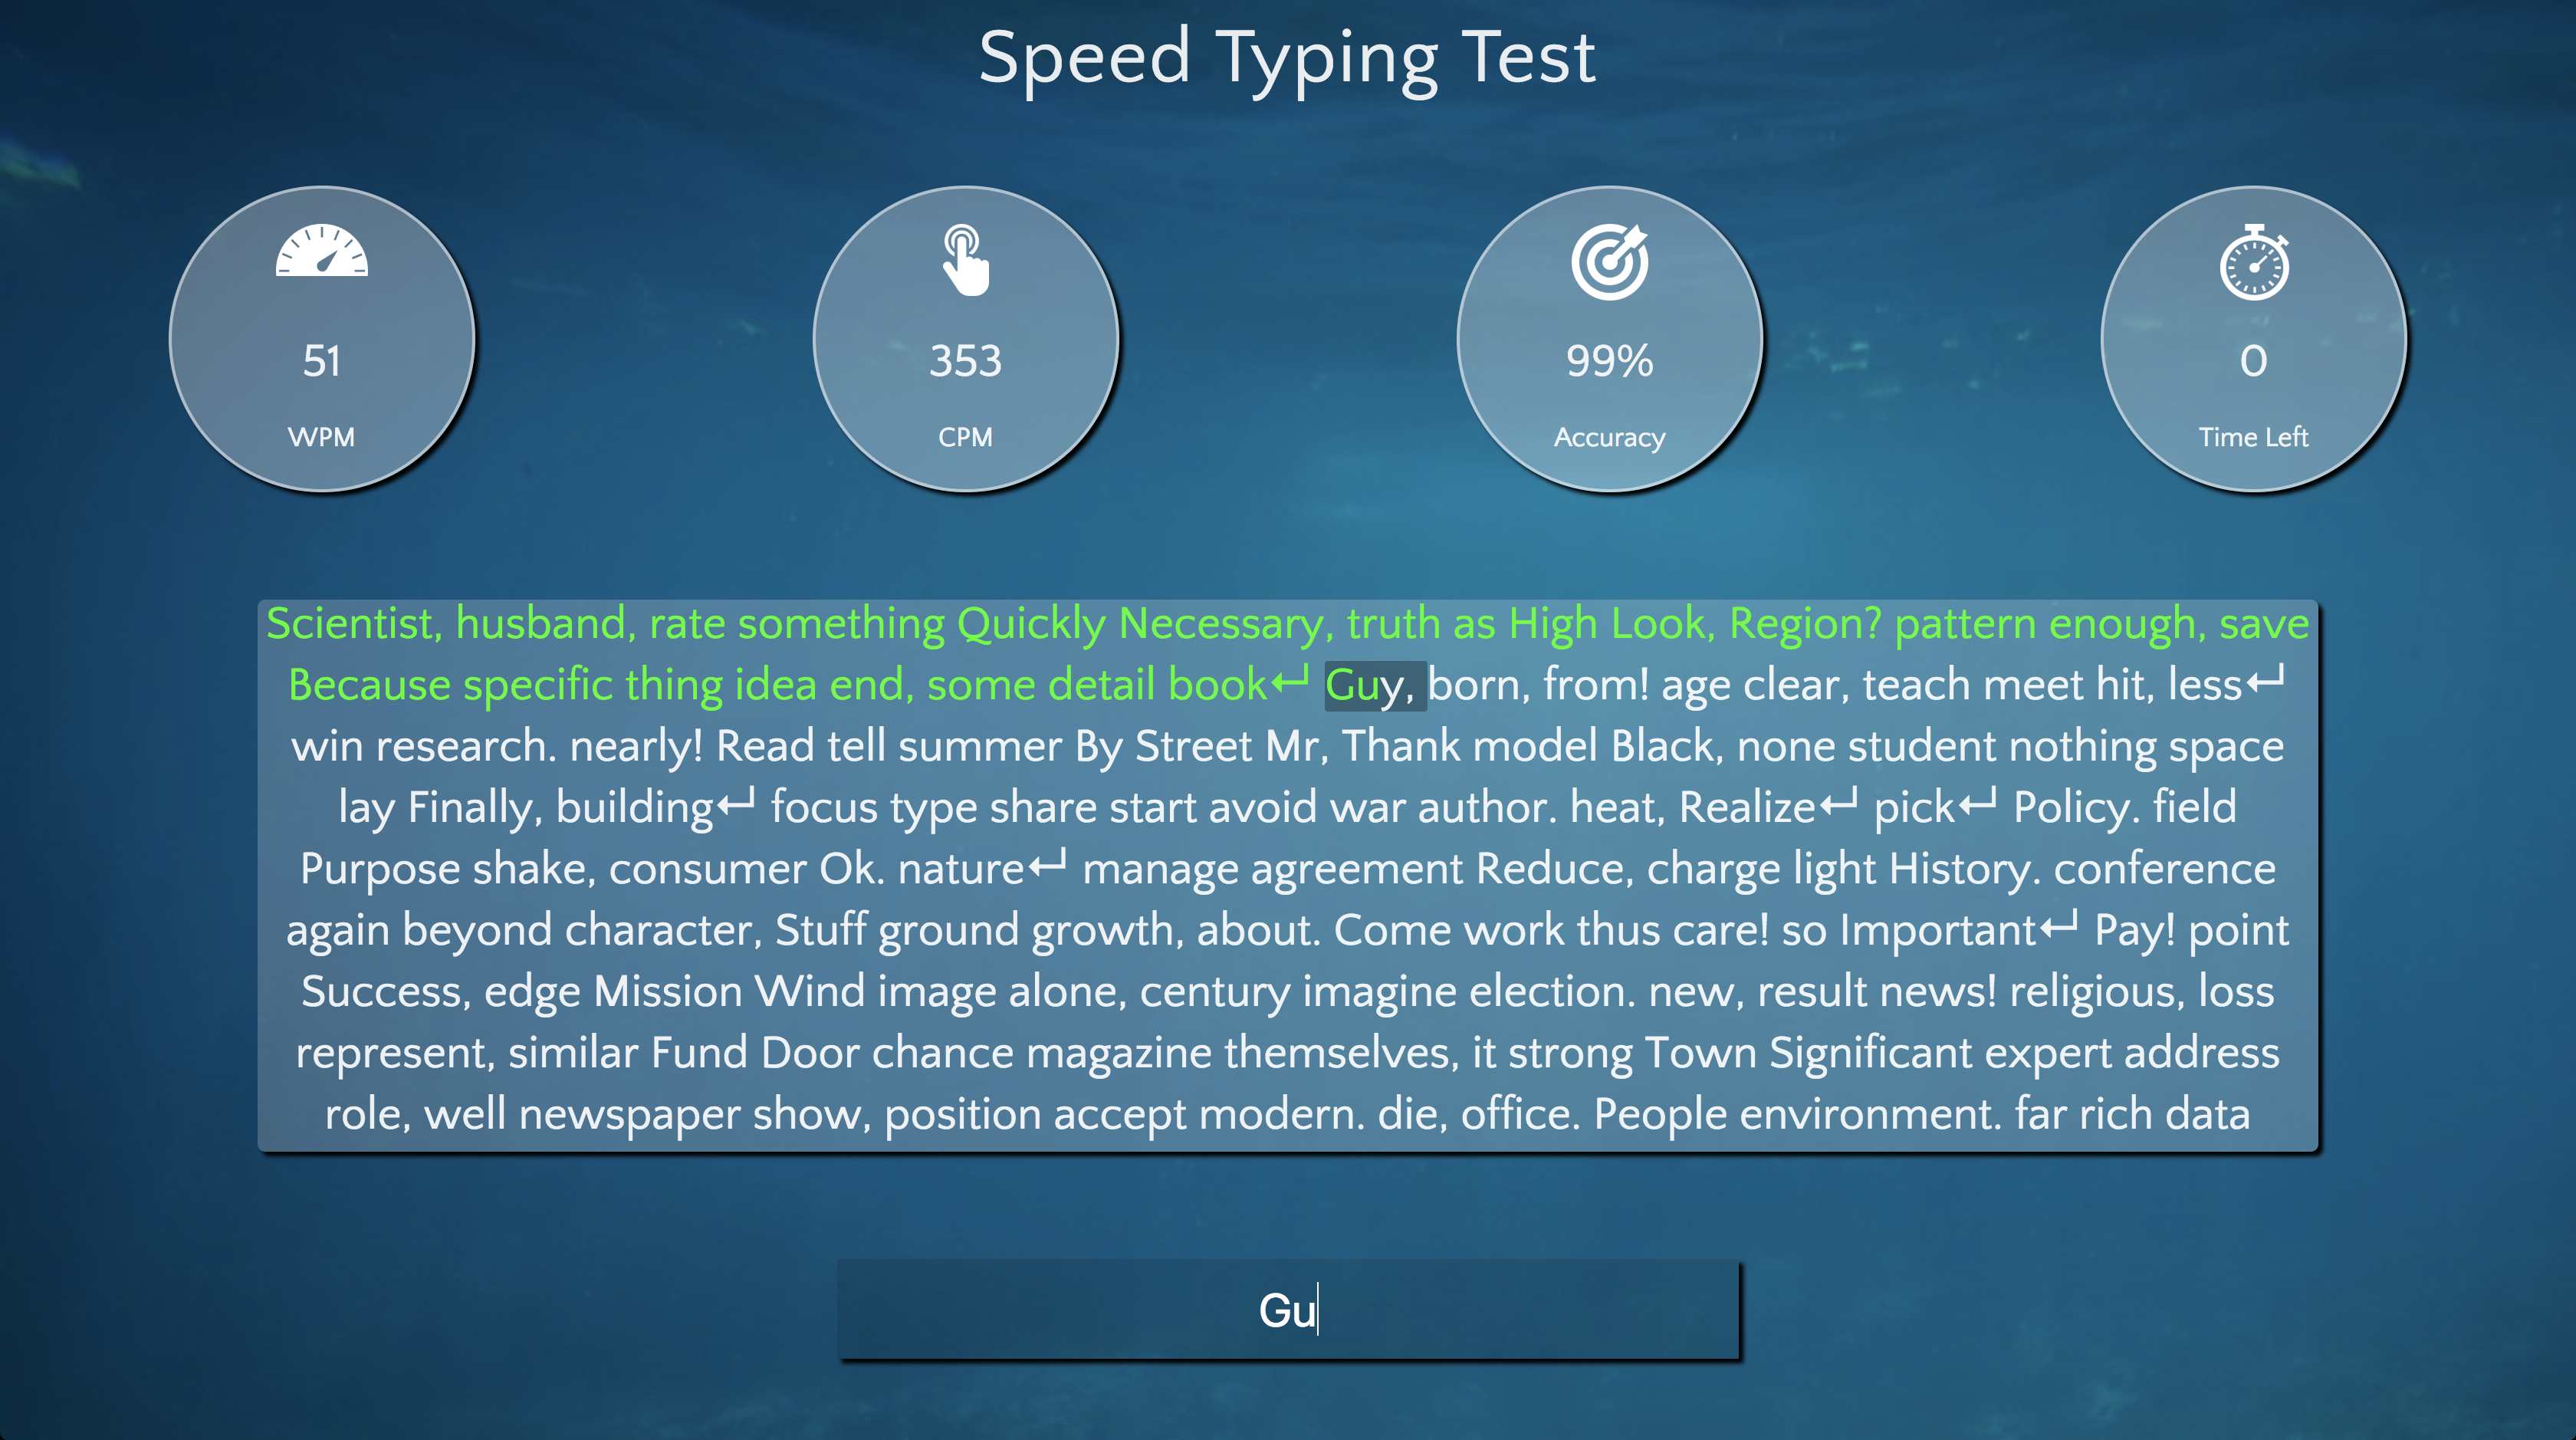 Speed Typing Test
51
WPM
353
CPM
99%
Accuracy
0
Time Left
Scientist, husband, rate something Quickly Necessary, truth as High Look, Region? pattern enough, save
Because specific thing idea end, some detail book↵ Guy, born, from! age clear, teach meet hit, less↵
win research. nearly! Read tell summer By Street Mr, Thank model Black, none student nothing space
lay Finally, building↵ focus type share start avoid war author. heat, Realize↵ pick↵ Policy. field
Purpose shake, consumer Ok. nature↵ manage agreement Reduce, charge light History. conference
again beyond character, Stuff ground growth, about. Come work thus care! so Important↵ Pay! point
Success, edge Mission Wind image alone, century imagine election. new, result news! religious, loss
represent, similar Fund Door chance magazine themselves, it strong Town Significant expert address
role, well newspaper show, position accept modern. die, office. People environment. far rich data
Gu